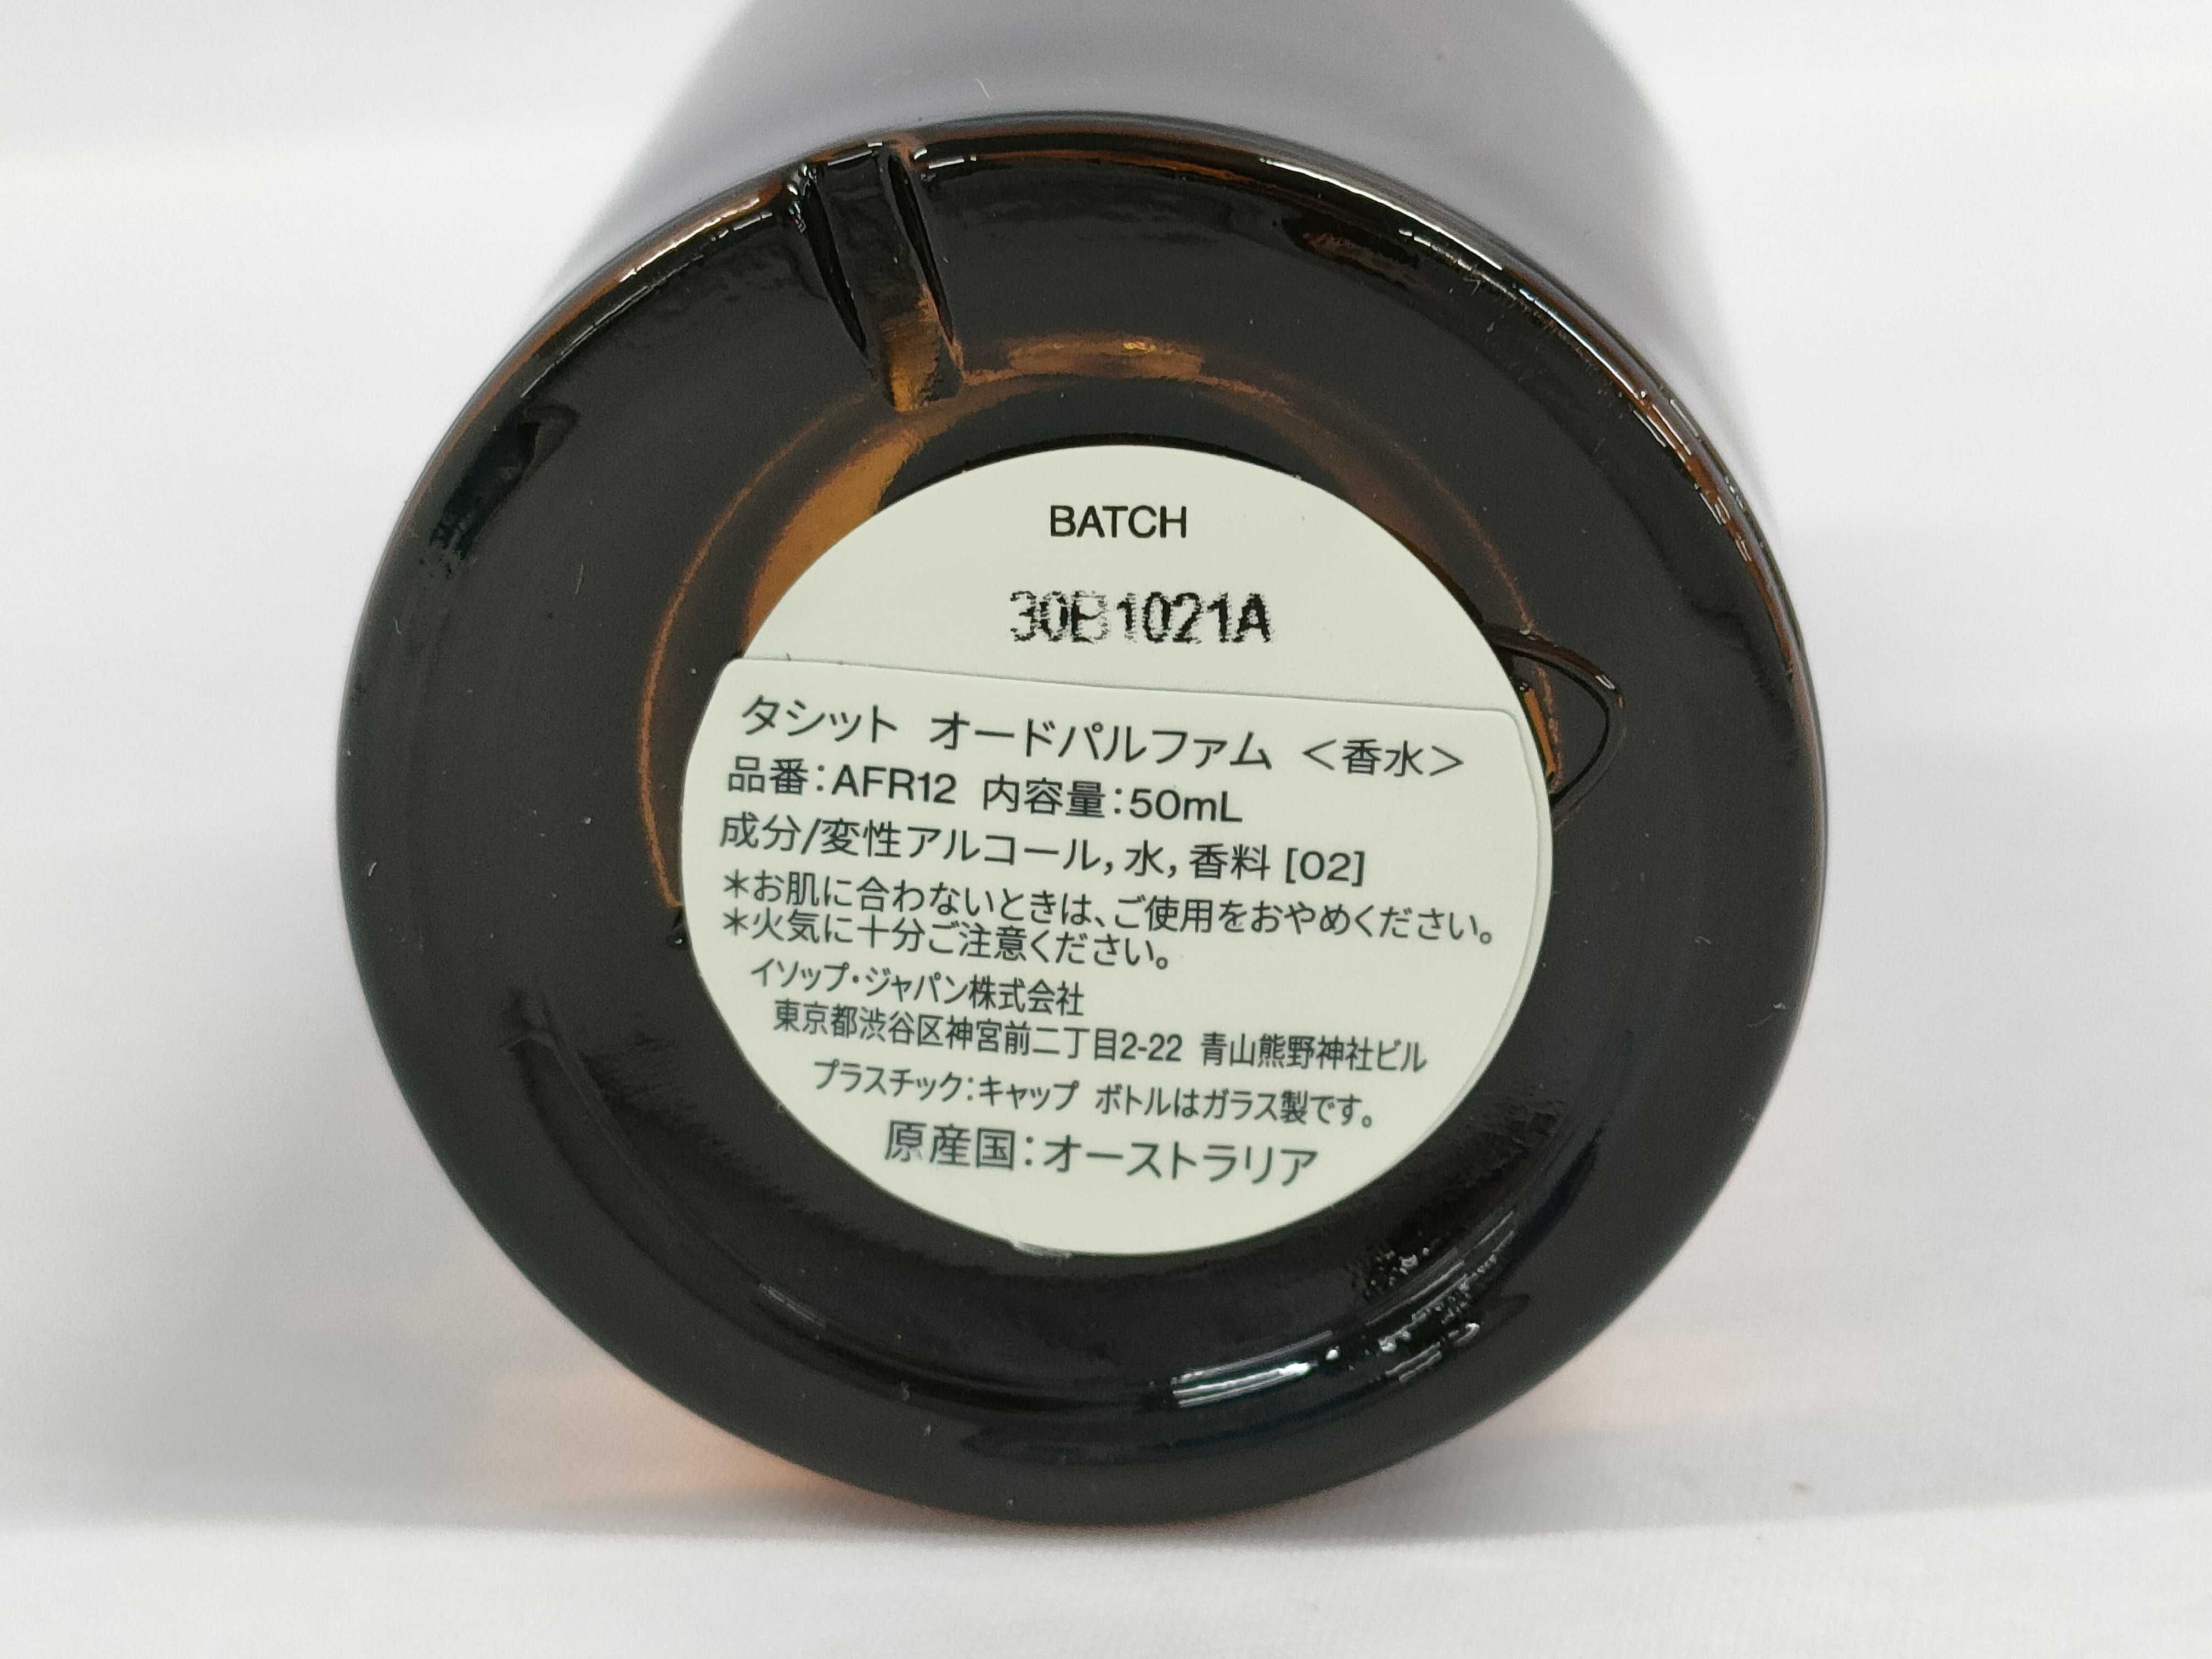 BATCH
30B1021A
タシット オードパルファム ＜香水＞
品番：AFR12 内容量：50mL
成分/変性アルコール，水，香料 [02]
＊お肌に合わないときは、ご使用をおやめください。
＊火気に十分ご注意ください。
イソップ・ジャパン株式会社
東京都渋谷区神宮前二丁目2-22 青山熊野神社ビル
プラスチック：キャップ ボトルはガラス製です。
原産国：オーストラリア